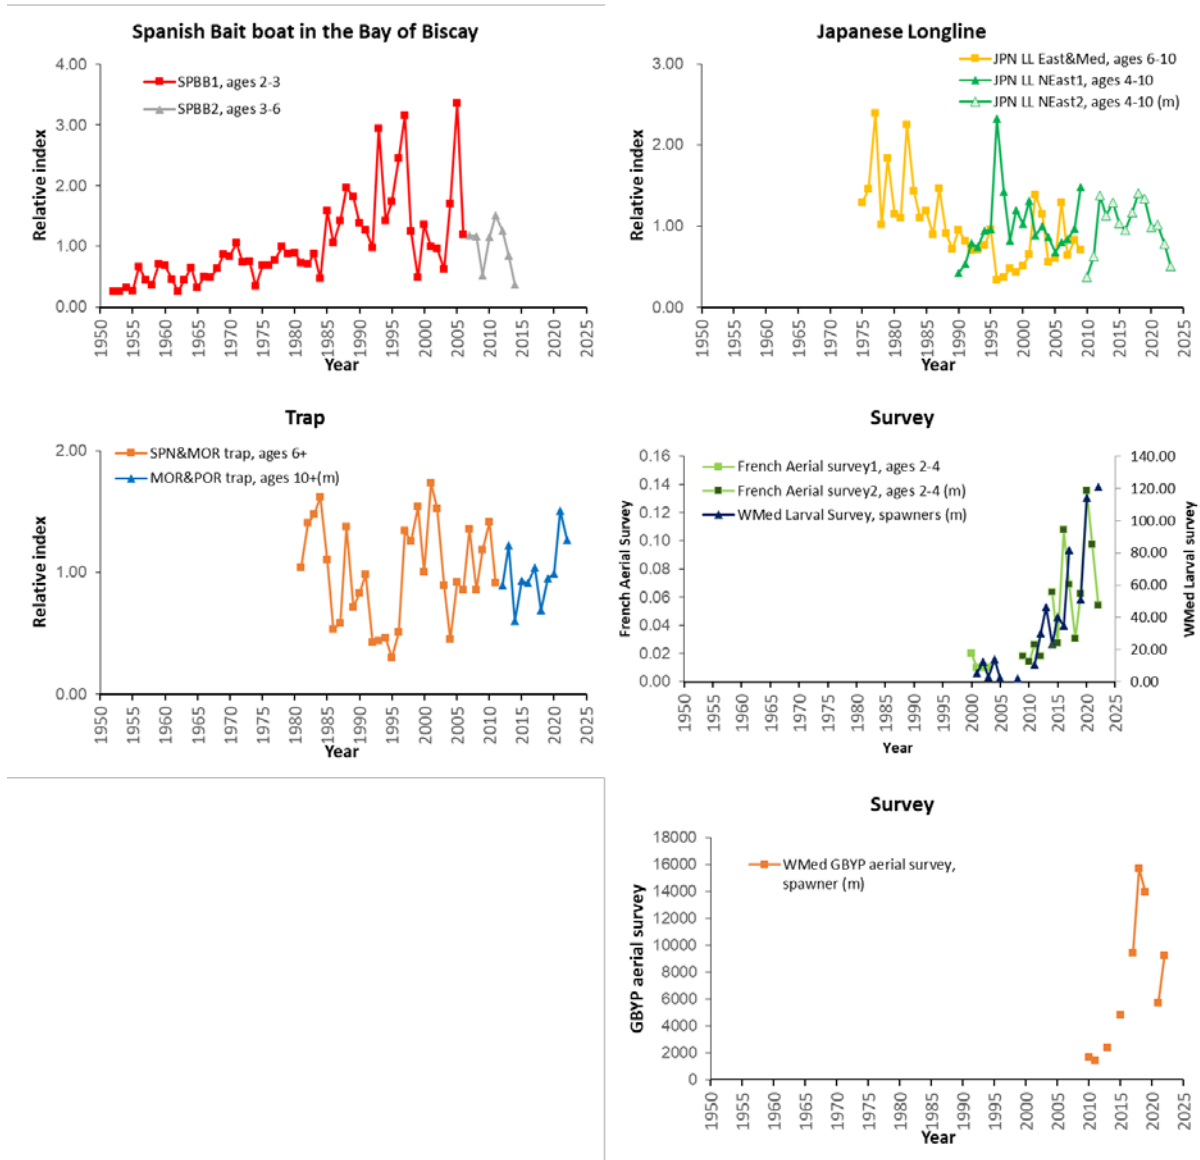 Spanish Bait boat in the Bay of Biscay
4.00
3.00
2.00
1.00
0.00
Relative index
SPBB1, ages 2-3
SPBB2, ages 3-6
1950 1955 1960 1965 1970 1975 1980 1985 1990 1995 2000 2005 2010 2015 2020 2025
Year
Japanese Longline
3.00
2.00
1.00
0.00
Relative index
JPN LL East&Med, ages 6-10
JPN LL NEast1, ages 4-10
JPN LL NEast2, ages 4-10 (m)
1950 1955 1960 1965 1970 1975 1980 1985 1990 1995 2000 2005 2010 2015 2020 2025
Year
Trap
2.00
1.00
0.00
Relative index
SPN&MOR trap, ages 6+
MOR&POR trap, ages 10+(m)
1950 1955 1960 1965 1970 1975 1980 1985 1990 1995 2000 2005 2010 2015 2020 2025
Year
Survey
0.16
0.14
0.12
0.10
0.08
0.06
0.04
0.02
0.00
French Aerial Survey
French Aerial survey1, ages 2-4
French Aerial survey2, ages 2-4 (m)
WMed Larval Survey, spawners (m)
140.00
120.00
100.00
80.00
60.00
40.00
20.00
0.00
WMed Larval survey
1950 1955 1960 1965 1970 1975 1980 1985 1990 1995 2000 2005 2010 2015 2020 2025
Year
Survey
18000
16000
14000
12000
10000
8000
6000
4000
2000
0
GBYP aerial survey
WMed GBYP aerial survey,
spawner (m)
1950 1955 1960 1965 1970 1975 1980 1985 1990 1995 2000 2005 2010 2015 2020 2025
Year